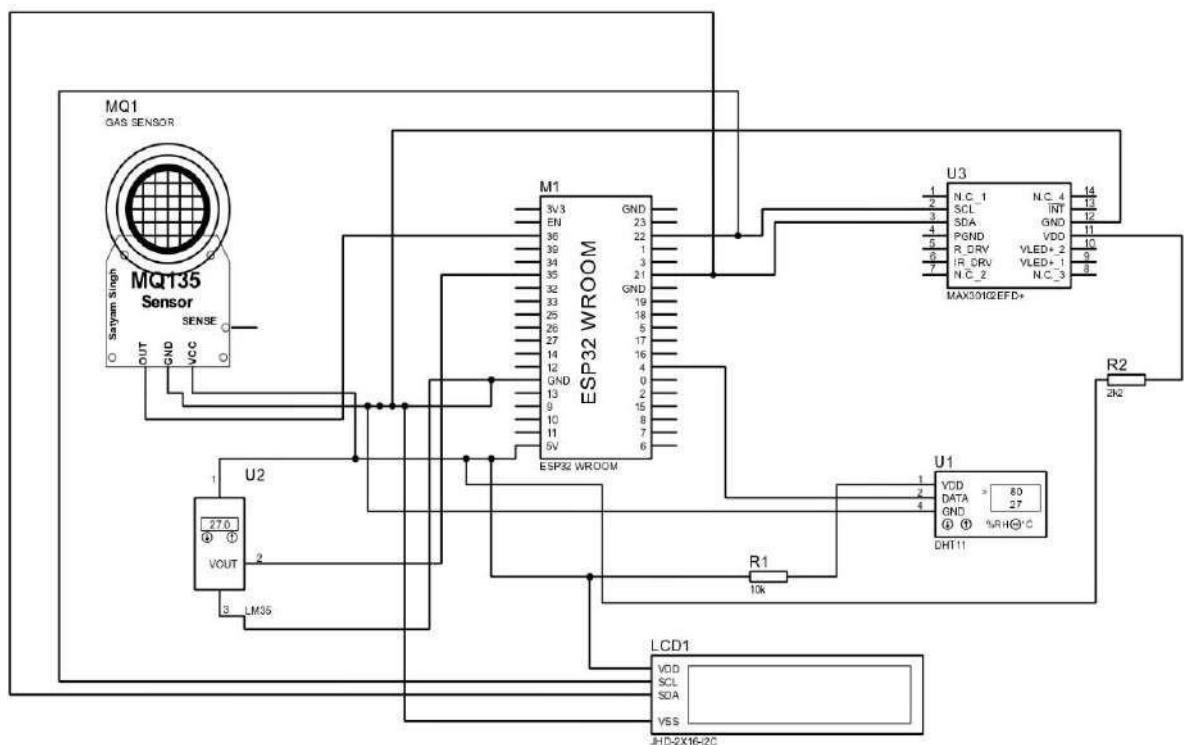 MQ1
GAS SENSOR
MQ135
Sensor
Satyam Singh
SENSE
OUT
GND
VCC
M1
3V3
EN
36
39
34
35
32
33
25
26
27
14
12
GND
13
9
10
11
5V
ESP32 WROOM
GND
23
22
1
3
21
GND
19
18
5
17
16
4
0
2
15
8
7
6
ESP32 WROOM
U3
1 N.C._1 N.C._4 14
2 SCL INT 13
3 SDA GND 12
4 PGND VDD 11
5 R_DRV VLED+_2 10
6 IR_DRV VLED+_1 9
7 N.C_2 N.C._3 8
MAX30102EFD+
R2
2k2
U1
1 VDD
2 DATA
4 GND
> 80
27
%RH °C
DHT11
U2
1
27.0
VOUT 2
3 LM35
R1
10k
LCD1
VDD
SCL
SDA
VSS
JHD-2X16-I2C